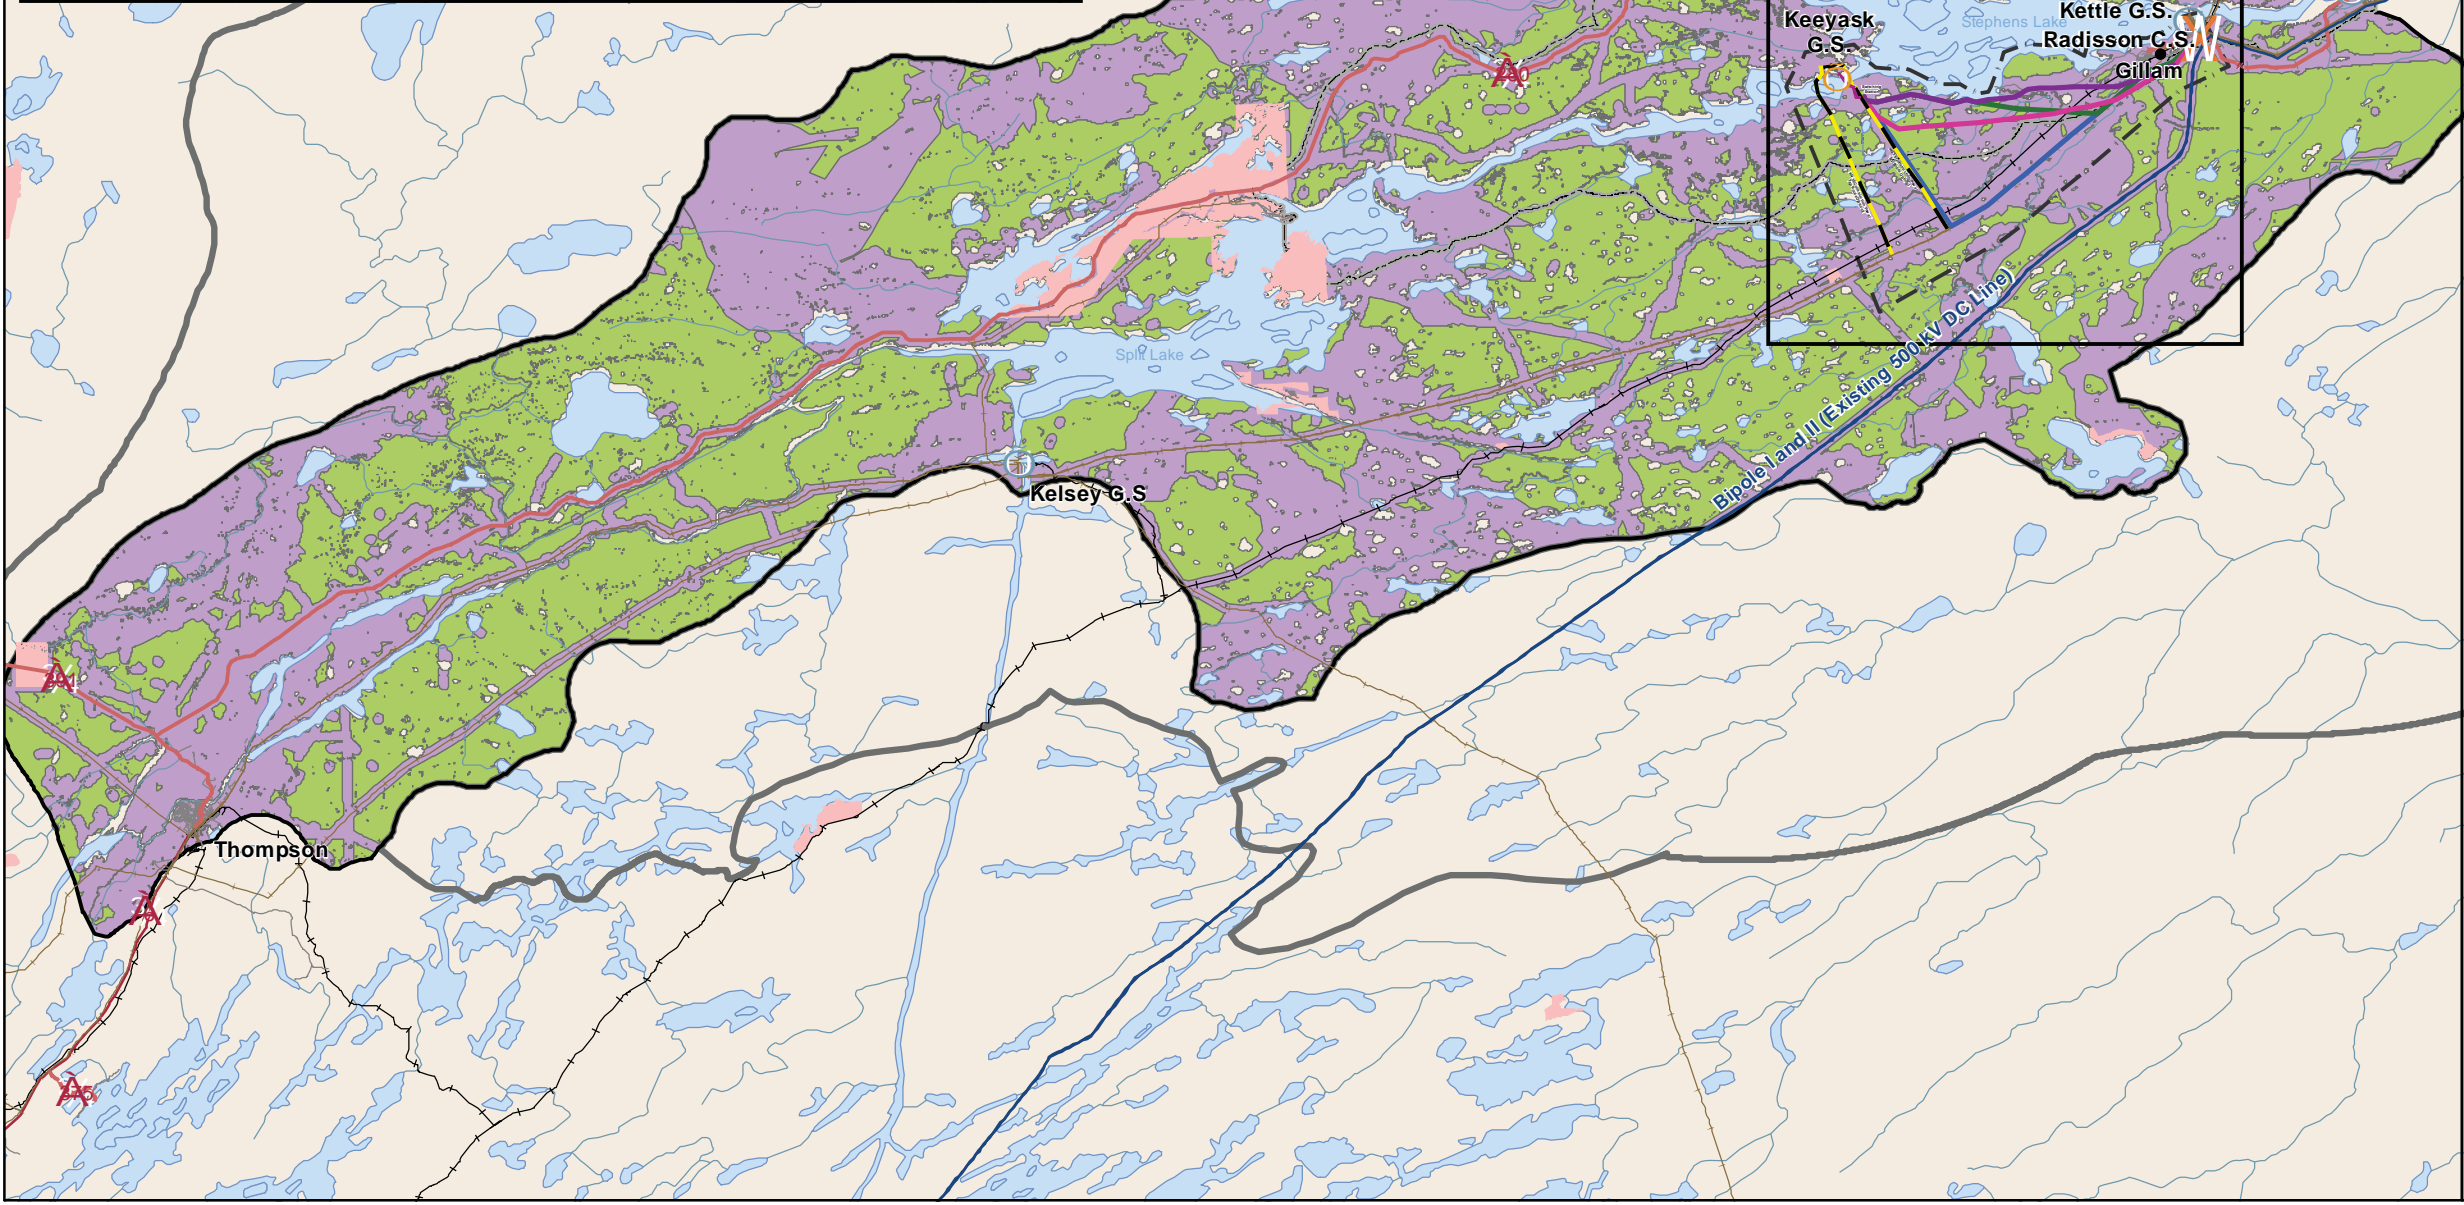 Keeyask
G.S.
Stephens Lake
Kettle G.S.
Radisson C.S.
Gillam
Split Lake
Bipole I and II (Existing 500 kV DC Line)
Kelsey G.S
Thompson